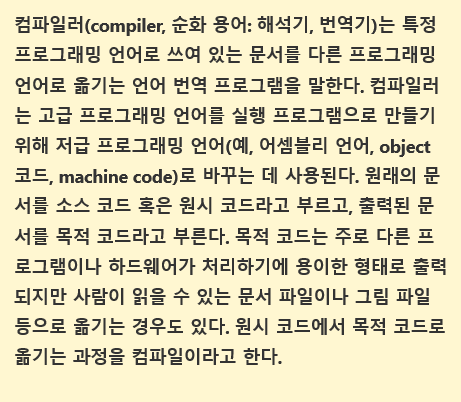 컴파일러(compiler, 순화 용어: 해석기, 번역기)는 특정
프로그래밍 언어로 쓰여 있는 문서를 다른 프로그래밍
언어로 옮기는 언어 번역 프로그램을 말한다. 컴파일러
는 고급 프로그래밍 언어를 실행 프로그램으로 만들기
위해 저급 프로그래밍 언어(예, 어셈블리 언어, object
코드, machine code)로 바꾸는 데 사용된다. 원래의 문
서를 소스 코드 혹은 원시 코드라고 부르고, 출력된 문
서를 목적 코드라고 부른다. 목적 코드는 주로 다른 프
로그램이나 하드웨어가 처리하기에 용이한 형태로 출력
되지만 사람이 읽을 수 있는 문서 파일이나 그림 파일
등으로 옮기는 경우도 있다. 원시 코드에서 목적 코드로
옮기는 과정을 컴파일이라고 한다.